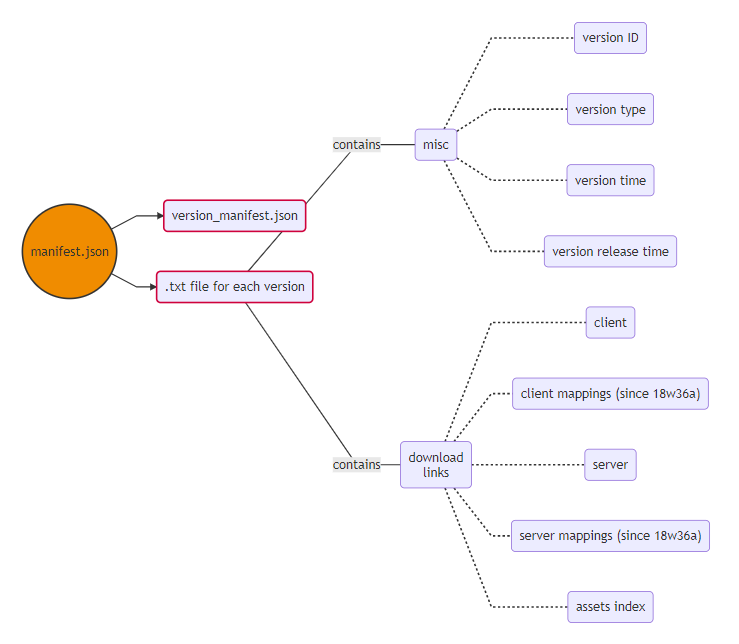 manifest.json
version_manifest.json
.txt file for each version
contains
misc
version ID
version type
version time
version release time
contains
download
links
client
client mappings (since 18w36a)
server
server mappings (since 18w36a)
assets index